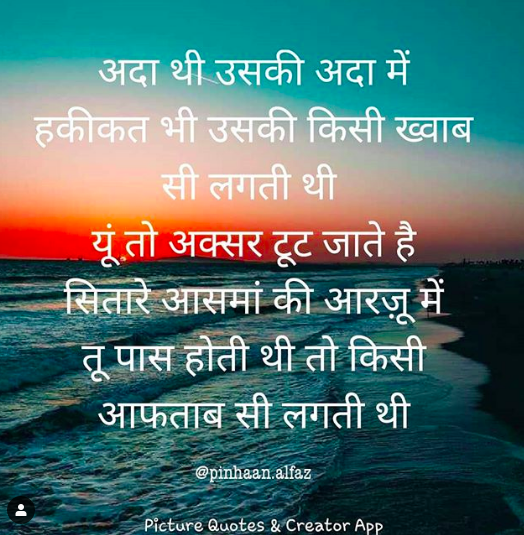 अदा थी उसकी अदा में
हकीकत भी उसकी किसी ख्वाब
सी लगती थी
यूं तो अक्सर टूट जाते है
सितारे आसमां की आरज़ू में
तू पास होती थी तो किसी
आफताब सी लगती थी
@pinhaan.alfaz
Picture Quotes & Creator App